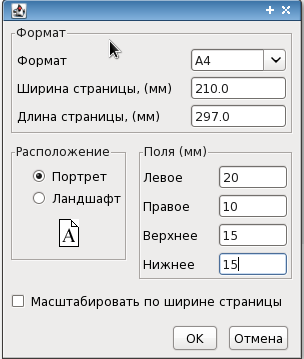 Формат
Формат A4
Ширина страницы, (мм) 210.0
Длина страницы, (мм) 297.0
Расположение
Портрет
Ландшафт
A
Поля (мм)
Левое 20
Правое 10
Верхнее 15
Нижнее 15
Масштабировать по ширине страницы
OK Отмена